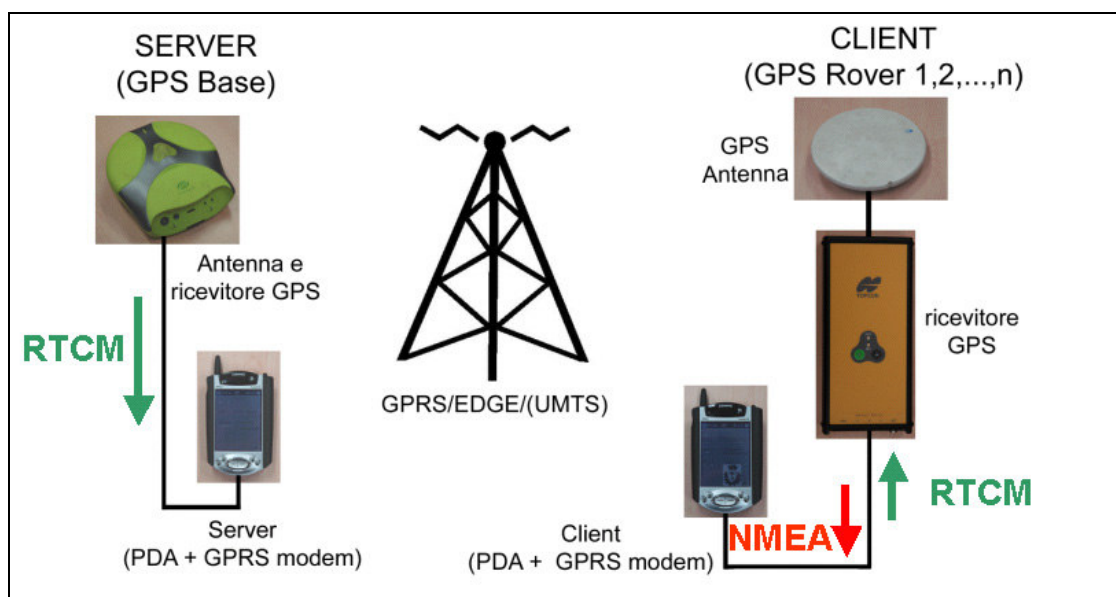 SERVER
(GPS Base)
Antenna e
ricevitore GPS
RTCM
Server
(PDA + GPRS modem)
GPRS/EDGE/(UMTS)
CLIENT
(GPS Rover 1,2,...,n)
GPS
Antenna
TOPCON
ricevitore
GPS
RTCM
NMEA
Client
(PDA + GPRS modem)